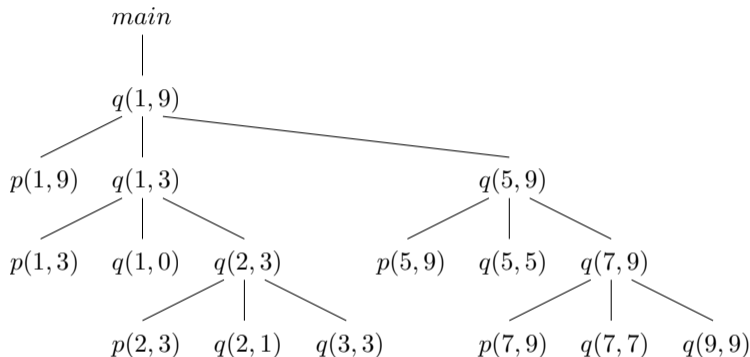 main
q(1, 9)
p(1, 9) q(1, 3) q(5, 9)
p(1, 3) q(1, 0) q(2, 3) p(5, 9) q(5, 5) q(7, 9)
p(2, 3) q(2, 1) q(3, 3) p(7, 9) q(7, 7) q(9, 9)